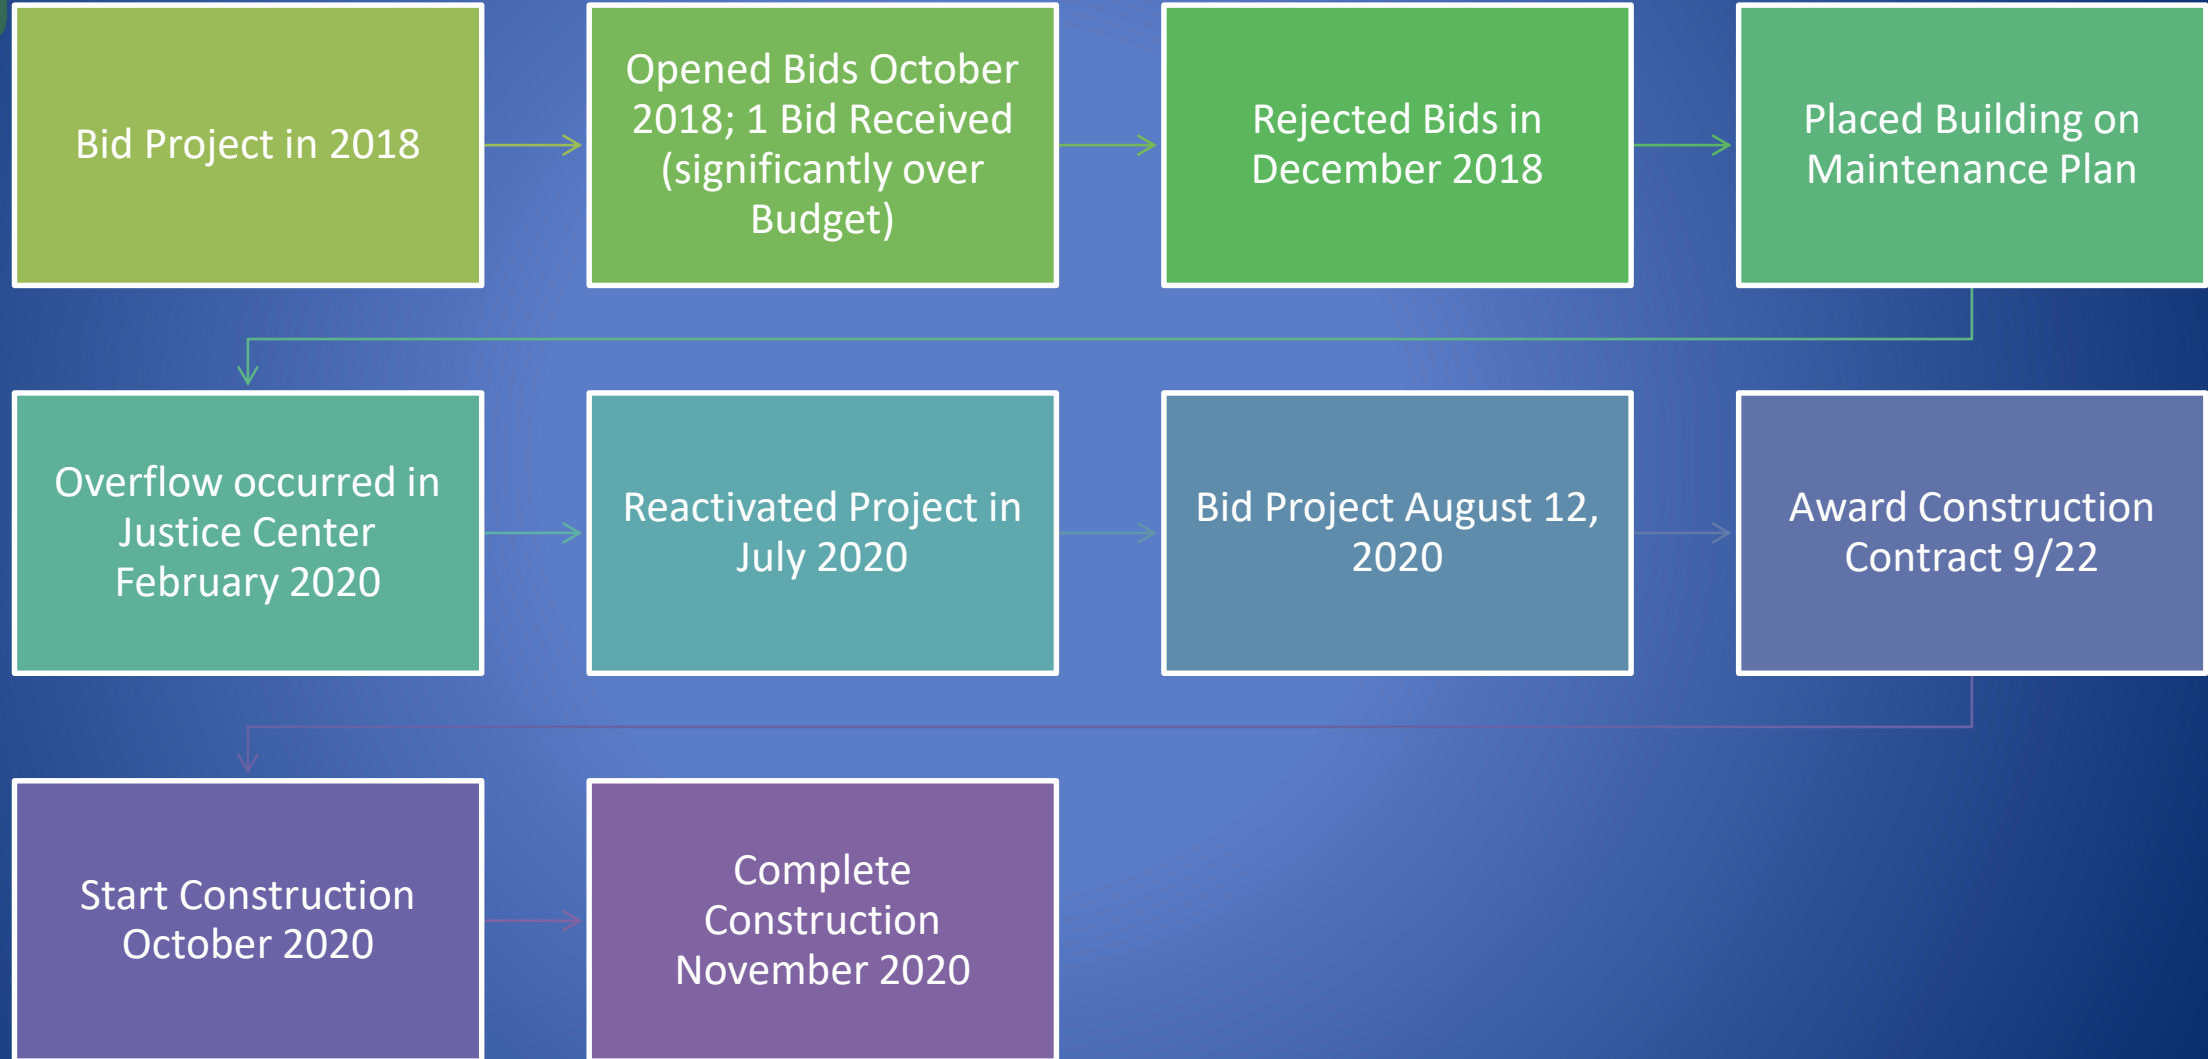 Bid Project in 2018
Opened Bids October
2018; 1 Bid Received
(significantly over
Budget)
Rejected Bids in
December 2018
Placed Building on
Maintenance Plan
Overflow occurred in
Justice Center
February 2020
Reactivated Project in
July 2020
Bid Project August 12,
2020
Award Construction
Contract 9/22
Start Construction
October 2020
Complete
Construction
November 2020